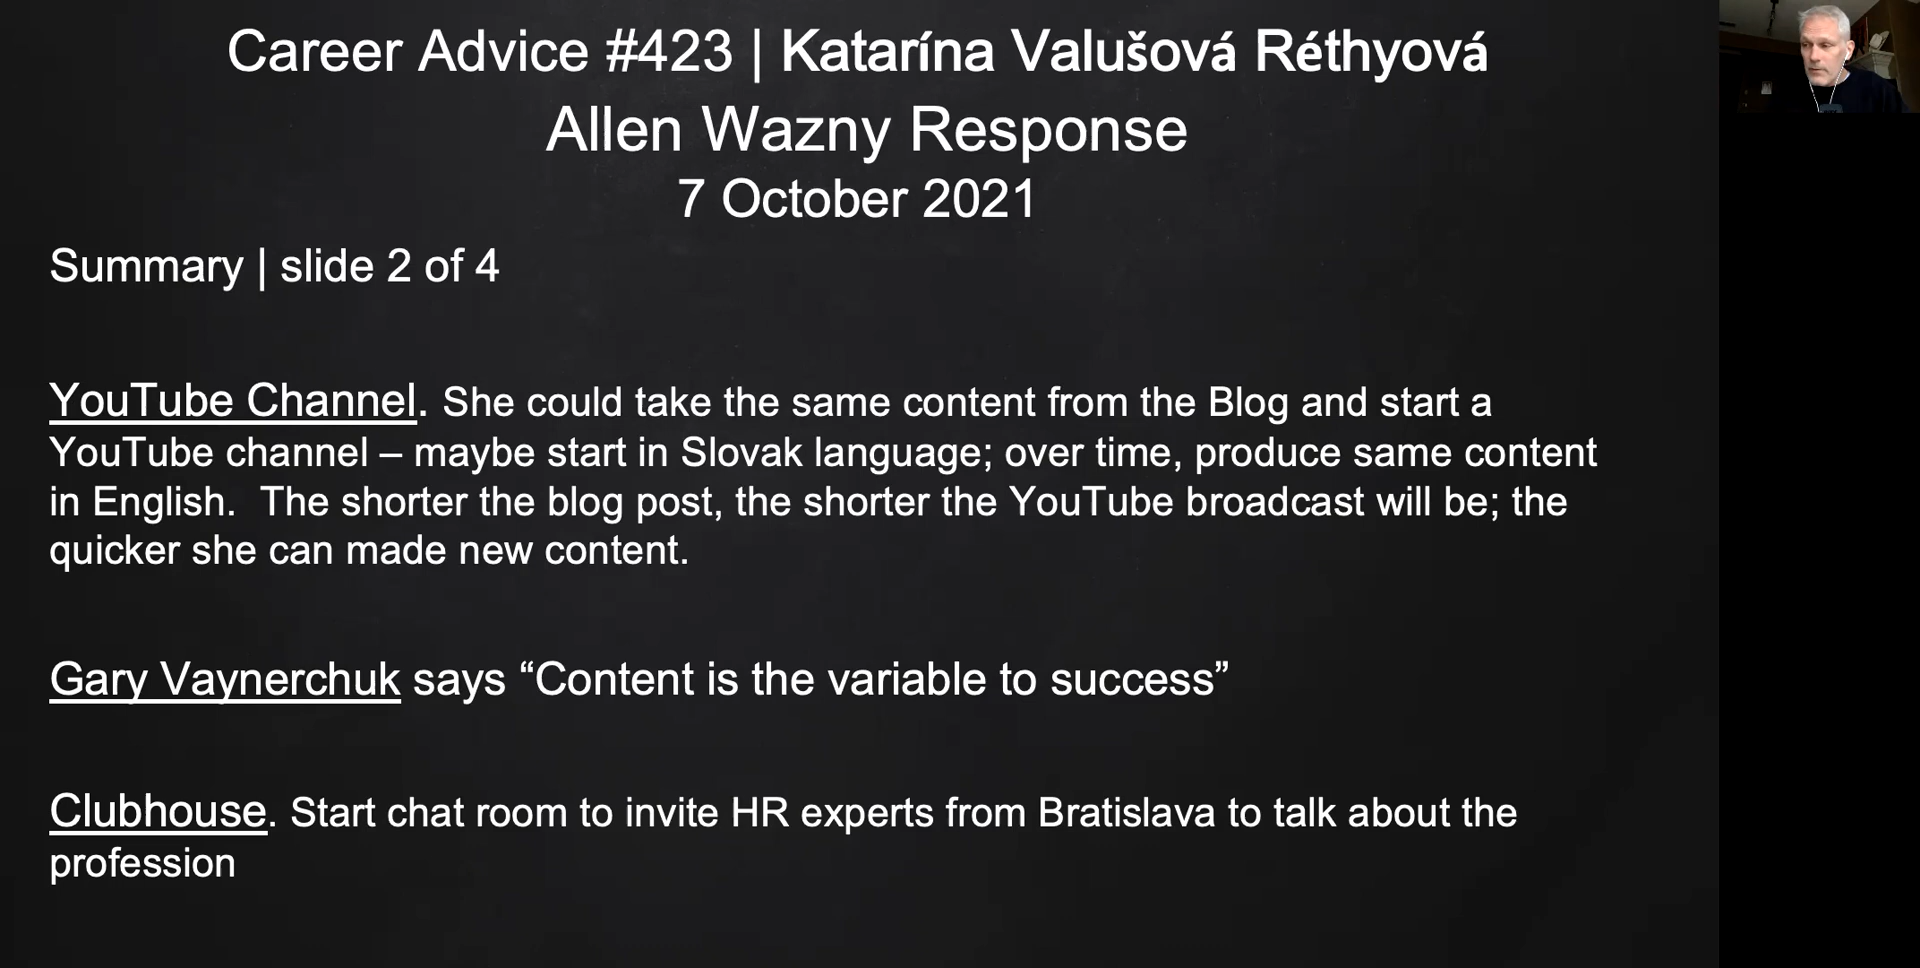 Career Advice #423 | Katarína Valušová Réthyová
Allen Wazny Response
7 October 2021
Summary | slide 2 of 4
YouTube Channel. She could take the same content from the Blog and start a
YouTube channel – maybe start in Slovak language; over time, produce same content
in English.  The shorter the blog post, the shorter the YouTube broadcast will be; the
quicker she can made new content.
Gary Vaynerchuk says “Content is the variable to success”
Clubhouse. Start chat room to invite HR experts from Bratislava to talk about the
profession